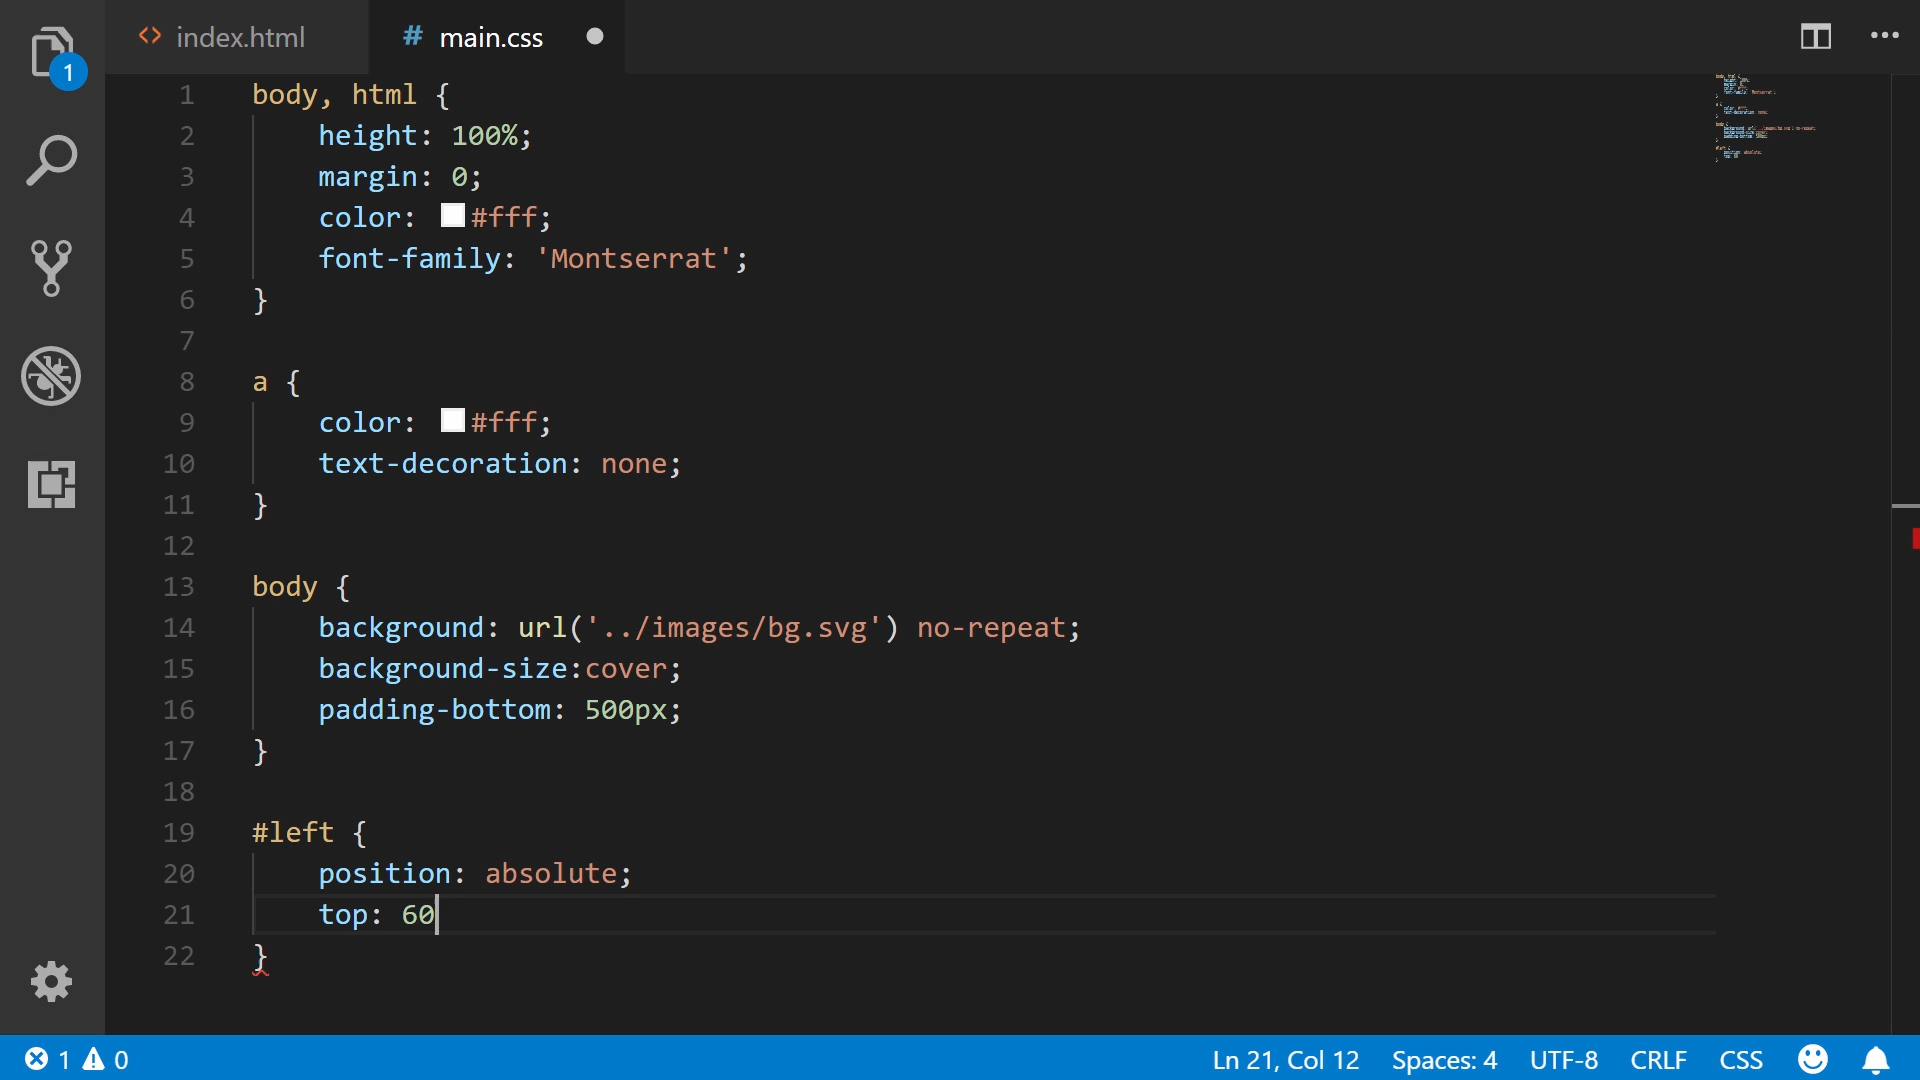 index.html
# main.css
1
1 body, html {
2 height: 100%;
3 margin: 0;
4 color: #fff;
5 font-family: 'Montserrat';
6 }
7
8 a {
9 color: #fff;
10 text-decoration: none;
11 }
12
13 body {
14 background: url('../images/bg.svg') no-repeat;
15 background-size:cover;
16 padding-bottom: 500px;
17 }
18
19 #left {
20 position: absolute;
21 top: 60
22 }
1 0 Ln 21, Col 12 Spaces: 4 UTF-8 CRLF CSS